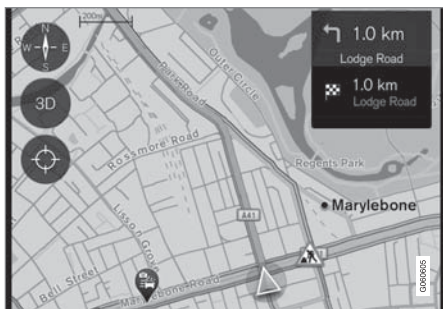 N
W
E
S
200m
1.0 km
Lodge Road
1.0 km
Lodge Road
3D
Park Road
Outer Circle
Rossmore Road
Regents Park
Lisson Grove
A41
Marylebone
Bell Street
Marylebone Road
G060605